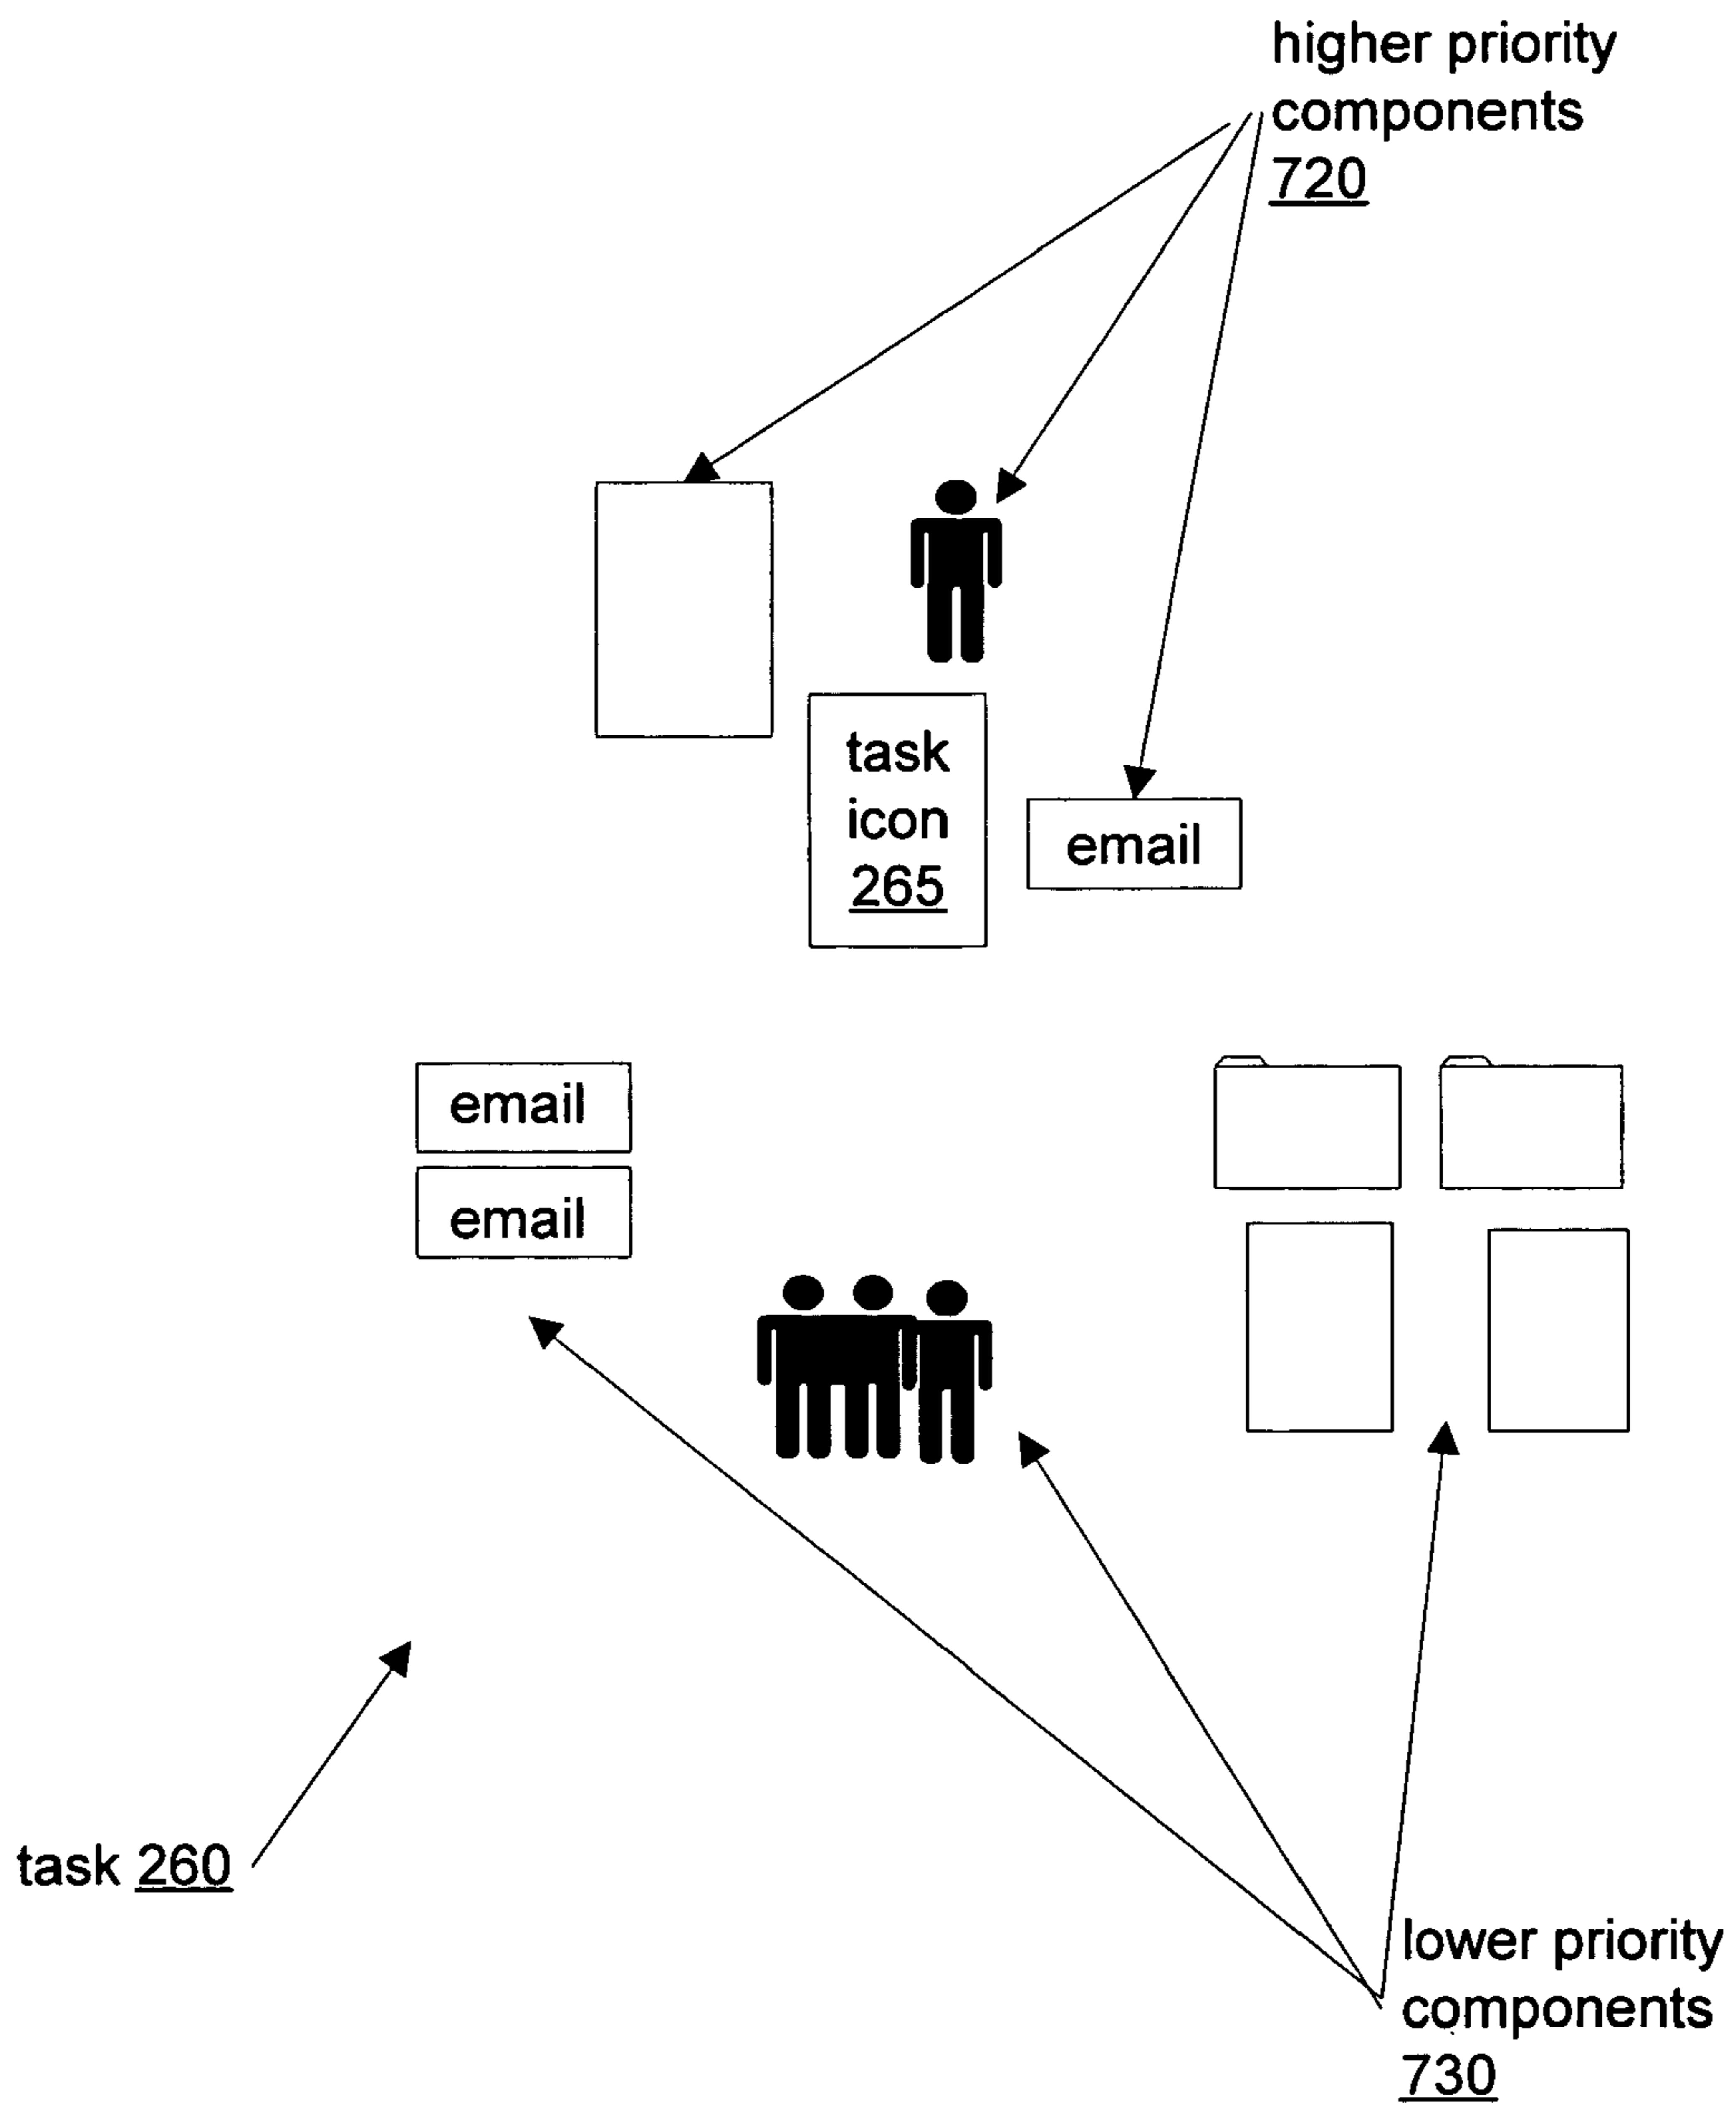 higher priority
components
720
task
icon
265
email
email
email
task 260
lower priority
components
730